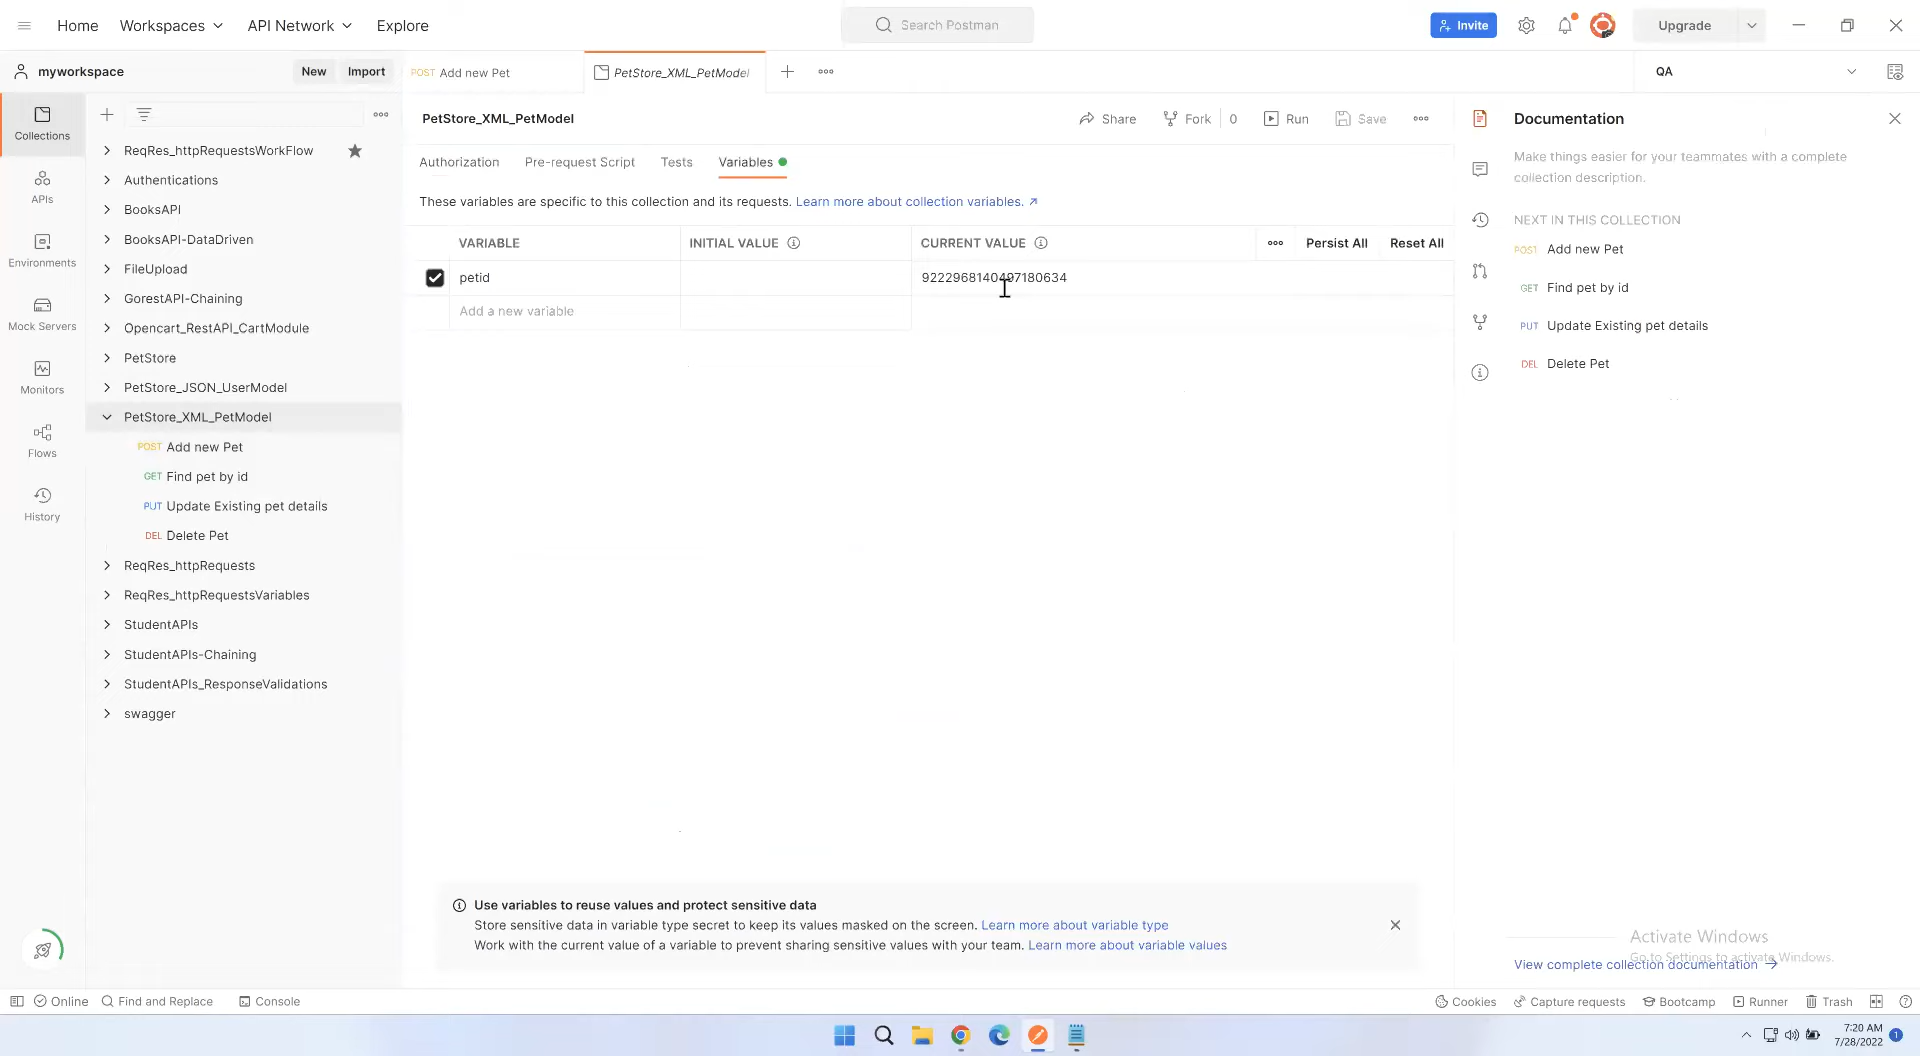 Home Workspaces API Network Explore Search Postman Invite Upgrade
myworkspace New Import POST Add new Pet PetStore_XML_PetModel QA
Collections
APIs
Environments
Mock Servers
Monitors
Flows
History
ReqRes_httpRequestsWorkFlow
Authentications
BooksAPI
BooksAPI-DataDriven
FileUpload
GorestAPI-Chaining
Opencart_RestAPI_CartModule
PetStore
PetStore_JSON_UserModel
PetStore_XML_PetModel
POST Add new Pet
GET Find pet by id
PUT Update Existing pet details
DEL Delete Pet
ReqRes_httpRequests
ReqRes_httpRequestsVariables
StudentAPIs
StudentAPIs-Chaining
StudentAPIs_ResponseValidations
swagger
PetStore_XML_PetModel Share Fork 0 Run Save
Authorization Pre-request Script Tests Variables
These variables are specific to this collection and its requests. Learn more about collection variables.
VARIABLE INITIAL VALUE CURRENT VALUE Persist All Reset All
petid 9222968140497180634
Add a new variable
Use variables to reuse values and protect sensitive data
Store sensitive data in variable type secret to keep its values masked on the screen. Learn more about variable type
Work with the current value of a variable to prevent sharing sensitive values with your team. Learn more about variable values
Documentation
Make things easier for your teammates with a complete
collection description.
NEXT IN THIS COLLECTION
POST Add new Pet
GET Find pet by id
PUT Update Existing pet details
DEL Delete Pet
Activate Windows
Go to Settings to activate Windows.
View complete collection documentation
Online Find and Replace Console Cookies Capture requests Bootcamp Runner Trash
7:20 AM
7/28/2022 1